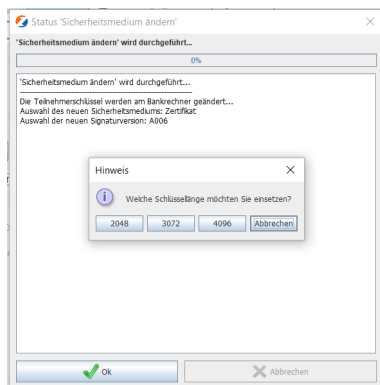 Status 'Sicherheitsmedium ändern'
'Sicherheitsmedium ändern' wird durchgeführt...
0%
'Sicherheitsmedium ändern' wird durchgeführt...
Die Teilnehmerschlüssel werden am Bankrechner geändert...
Auswahl des neuen Sicherheitsmediums: Zertifikat
Auswahl der neuen Signaturversion: A006
Hinweis
Welche Schlüssellänge möchten Sie einsetzen?
2048 3072 4096 Abbrechen
Ok Abbrechen